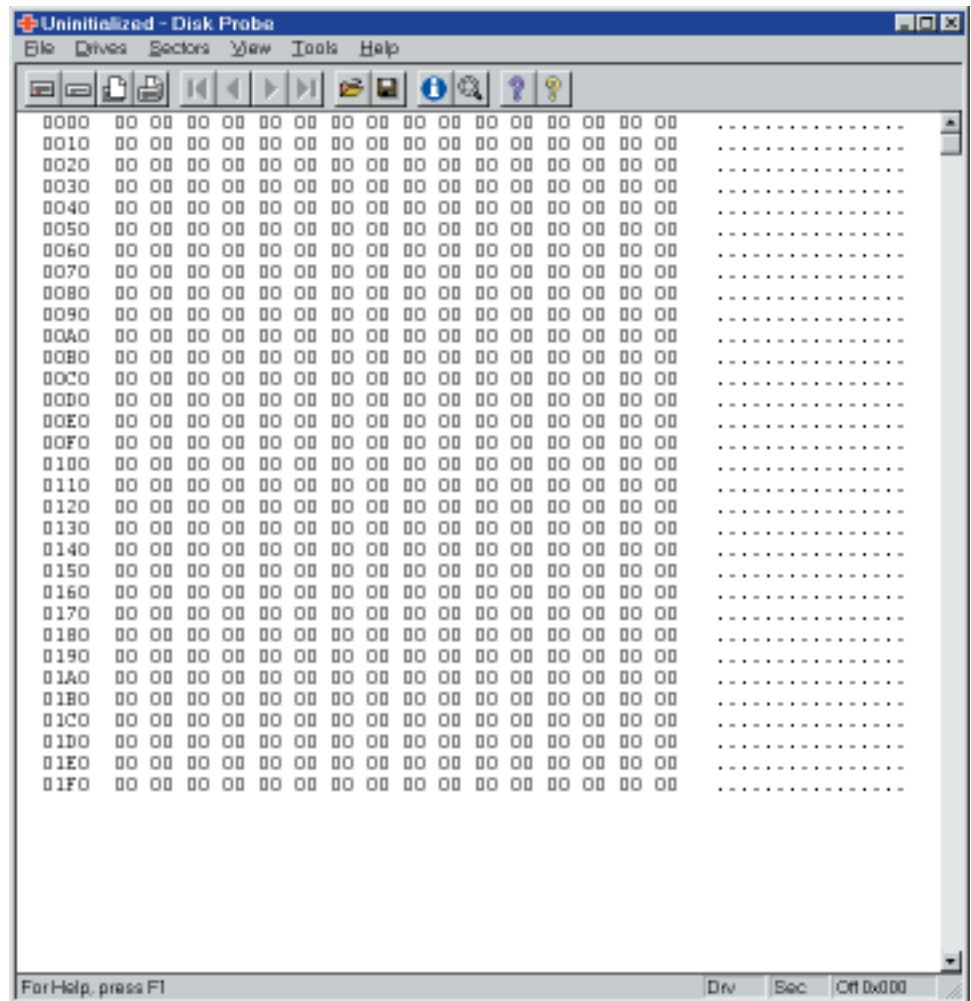 Uninitialized - Disk Probe
File Drives Sectors View Tools Help
0000 00 00 00 00 00 00 00 00 00 00 00 00 00 00 00 00 ................
0010 00 00 00 00 00 00 00 00 00 00 00 00 00 00 00 00 ................
0020 00 00 00 00 00 00 00 00 00 00 00 00 00 00 00 00 ................
0030 00 00 00 00 00 00 00 00 00 00 00 00 00 00 00 00 ................
0040 00 00 00 00 00 00 00 00 00 00 00 00 00 00 00 00 ................
0050 00 00 00 00 00 00 00 00 00 00 00 00 00 00 00 00 ................
0060 00 00 00 00 00 00 00 00 00 00 00 00 00 00 00 00 ................
0070 00 00 00 00 00 00 00 00 00 00 00 00 00 00 00 00 ................
0080 00 00 00 00 00 00 00 00 00 00 00 00 00 00 00 00 ................
0090 00 00 00 00 00 00 00 00 00 00 00 00 00 00 00 00 ................
00A0 00 00 00 00 00 00 00 00 00 00 00 00 00 00 00 00 ................
00B0 00 00 00 00 00 00 00 00 00 00 00 00 00 00 00 00 ................
00C0 00 00 00 00 00 00 00 00 00 00 00 00 00 00 00 00 ................
00D0 00 00 00 00 00 00 00 00 00 00 00 00 00 00 00 00 ................
00E0 00 00 00 00 00 00 00 00 00 00 00 00 00 00 00 00 ................
00F0 00 00 00 00 00 00 00 00 00 00 00 00 00 00 00 00 ................
0100 00 00 00 00 00 00 00 00 00 00 00 00 00 00 00 00 ................
0110 00 00 00 00 00 00 00 00 00 00 00 00 00 00 00 00 ................
0120 00 00 00 00 00 00 00 00 00 00 00 00 00 00 00 00 ................
0130 00 00 00 00 00 00 00 00 00 00 00 00 00 00 00 00 ................
0140 00 00 00 00 00 00 00 00 00 00 00 00 00 00 00 00 ................
0150 00 00 00 00 00 00 00 00 00 00 00 00 00 00 00 00 ................
0160 00 00 00 00 00 00 00 00 00 00 00 00 00 00 00 00 ................
0170 00 00 00 00 00 00 00 00 00 00 00 00 00 00 00 00 ................
0180 00 00 00 00 00 00 00 00 00 00 00 00 00 00 00 00 ................
0190 00 00 00 00 00 00 00 00 00 00 00 00 00 00 00 00 ................
01A0 00 00 00 00 00 00 00 00 00 00 00 00 00 00 00 00 ................
01B0 00 00 00 00 00 00 00 00 00 00 00 00 00 00 00 00 ................
01C0 00 00 00 00 00 00 00 00 00 00 00 00 00 00 00 00 ................
01D0 00 00 00 00 00 00 00 00 00 00 00 00 00 00 00 00 ................
01E0 00 00 00 00 00 00 00 00 00 00 00 00 00 00 00 00 ................
01F0 00 00 00 00 00 00 00 00 00 00 00 00 00 00 00 00 ................
For Help, press F1 Drv Sec Off 0x000